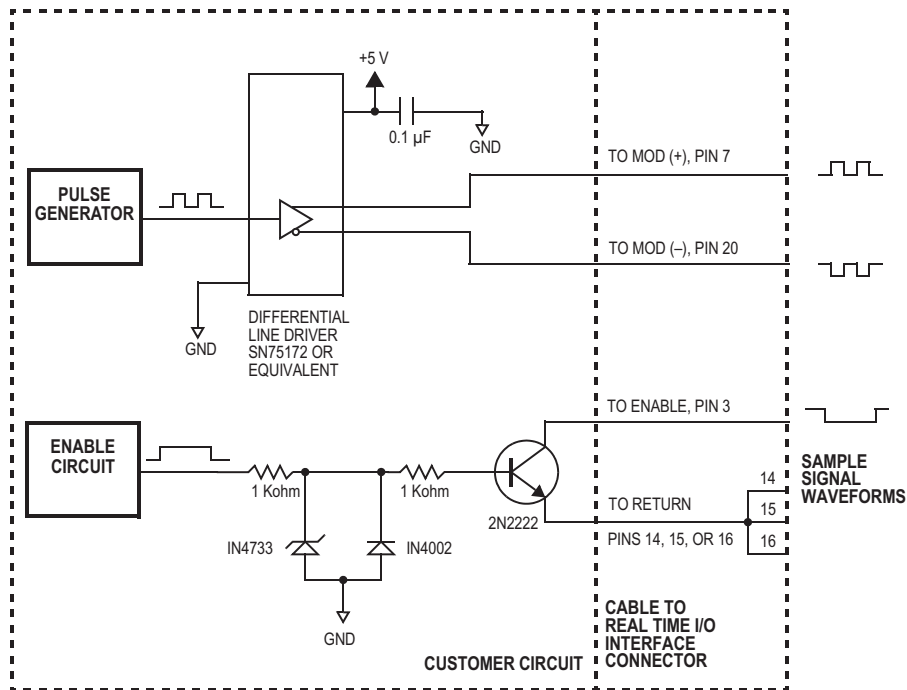 +5 V
0.1 µF
GND
TO MOD (+), PIN 7
PULSE
GENERATOR
TO MOD (–), PIN 20
GND
DIFFERENTIAL
LINE DRIVER
SN75172 OR
EQUIVALENT
TO ENABLE, PIN 3
ENABLE
CIRCUIT
1 Kohm
1 Kohm
2N2222
IN4733
IN4002
GND
TO RETURN
PINS 14, 15, OR 16
14
15
16
SAMPLE
SIGNAL
WAVEFORMS
CUSTOMER CIRCUIT
CABLE TO
REAL TIME I/O
INTERFACE
CONNECTOR